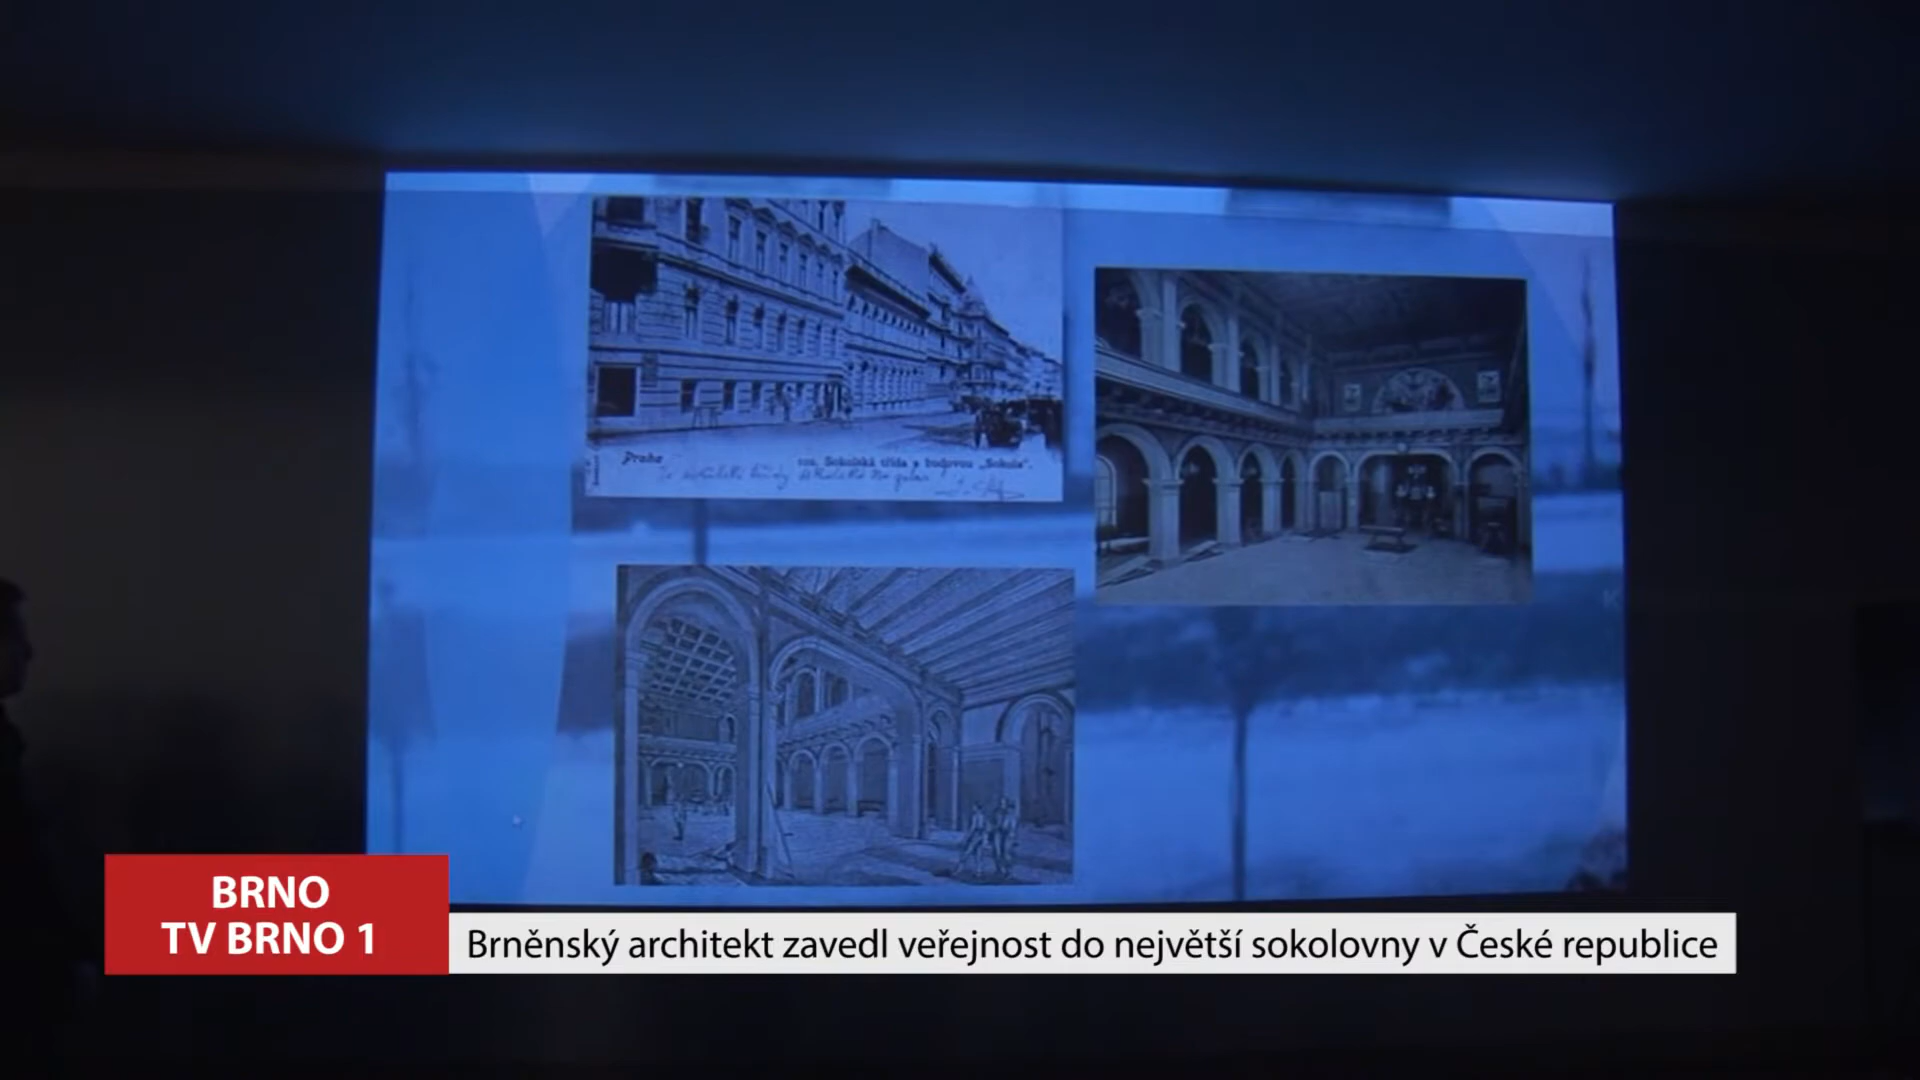 Praha
Sokolská třída s budovou „Sokola".
BRNO
TV BRNO 1
Brněnský architekt zavedl veřejnost do největší sokolovny v České republice